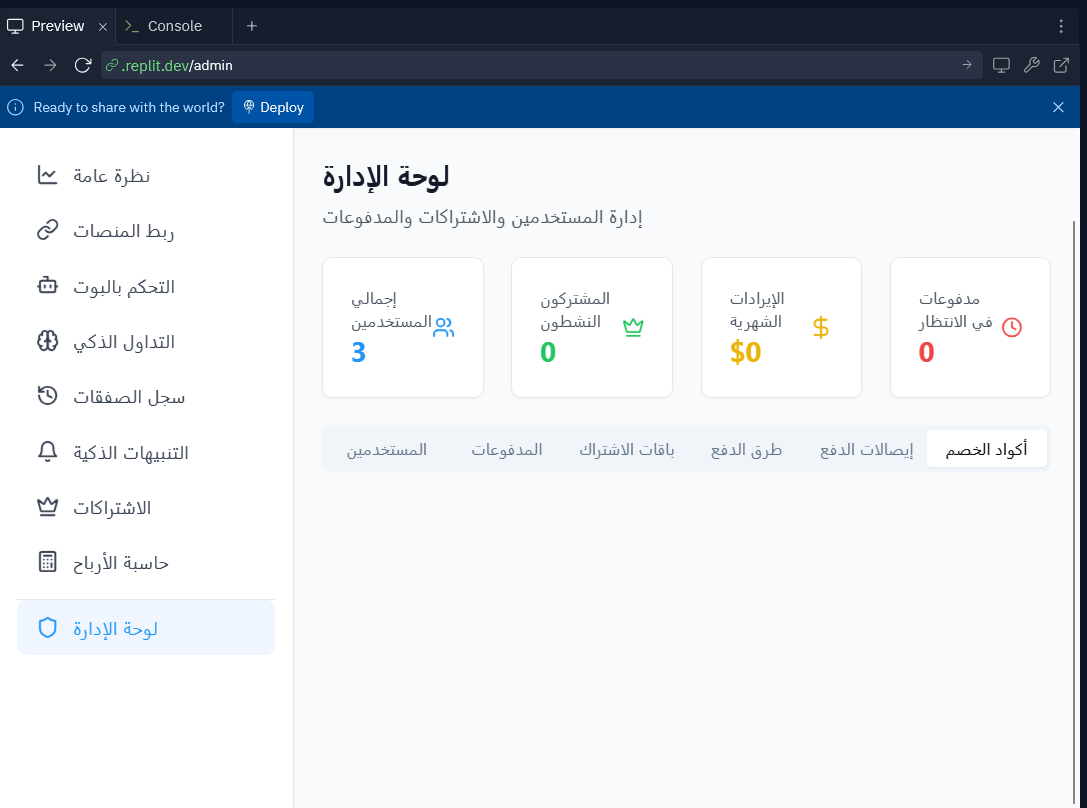 Preview
Console
.replit.dev/admin
Ready to share with the world?
Deploy
نظرة عامة
ربط المنصات
التحكم بالبوت
التداول الذكي
سجل الصفقات
التنبيهات الذكية
الاشتراكات
حاسبة الأرباح
لوحة الإدارة
لوحة الإدارة
إدارة المستخدمين والاشتراكات والمدفوعات
إجمالي
المستخدمين
3
المشتركون
النشطون
0
الإيرادات
الشهرية
$0
مدفوعات
في الانتظار
0
المستخدمين
المدفوعات
باقات الاشتراك
طرق الدفع
إيصالات الدفع
أكواد الخصم